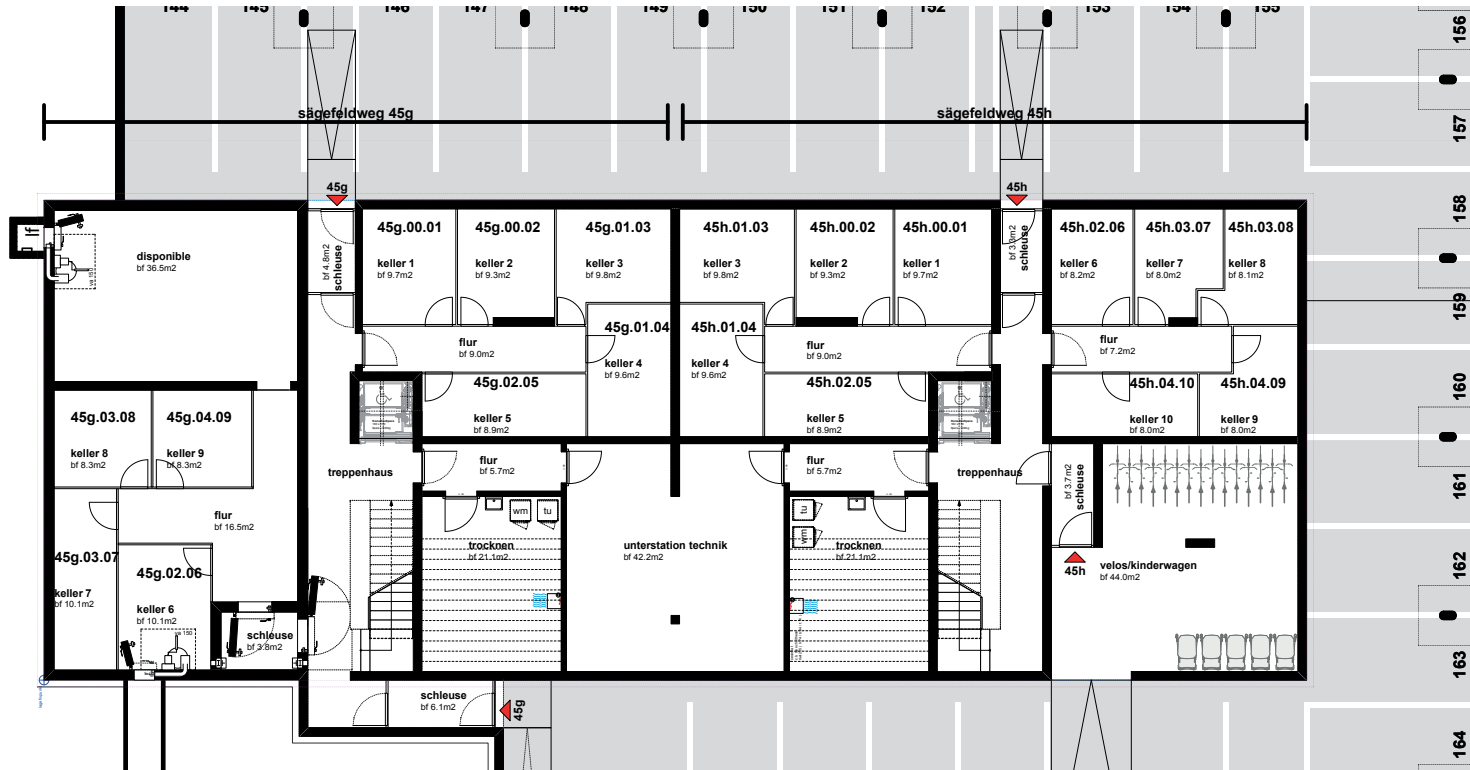 144 145 146 147 148 149 150 151 152 153 154 155
156
157
158
159
160
161
162
163
164
sägefeldweg 45g
sägefeldweg 45h
45g
45h
lf
va 150
disponible
bf 36.5m2
bf 4.8m2
schleuse
45g.00.01
keller 1
bf 9.7m2
45g.00.02
keller 2
bf 9.3m2
45g.01.03
keller 3
bf 9.8m2
45h.01.03
keller 3
bf 9.8m2
45h.00.02
keller 2
bf 9.3m2
45h.00.01
keller 1
bf 9.7m2
schleuse
45h.02.06
keller 6
bf 8.2m2
45h.03.07
keller 7
bf 8.0m2
45h.03.08
keller 8
bf 8.1m2
flur
bf 9.0m2
45g.01.04
keller 4
bf 9.6m2
45h.01.04
keller 4
bf 9.6m2
flur
bf 9.0m2
flur
bf 7.2m2
45g.02.05
keller 5
bf 8.9m2
45h.02.05
keller 5
bf 8.9m2
45h.04.10
keller 10
bf 8.0m2
45h.04.09
keller 9
bf 8.0m2
45g.03.08
keller 8
bf 8.3m2
45g.04.09
keller 9
bf 8.3m2
treppenhaus
flur
bf 5.7m2
flur
bf 5.7m2
treppenhaus
bf 3.7m2
schleuse
flur
bf 16.5m2
wm
tu
tu
wm
trocknen
bf 21.1m2
unterstation technik
bf 42.2m2
trocknen
bf 21.1m2
45h
velos/kinderwagen
bf 44.0m2
45g.03.07
keller 7
bf 10.1m2
45g.02.06
keller 6
bf 10.1m2
va 150
schleuse
bf 3.8m2
schleuse
bf 6.1m2
45g